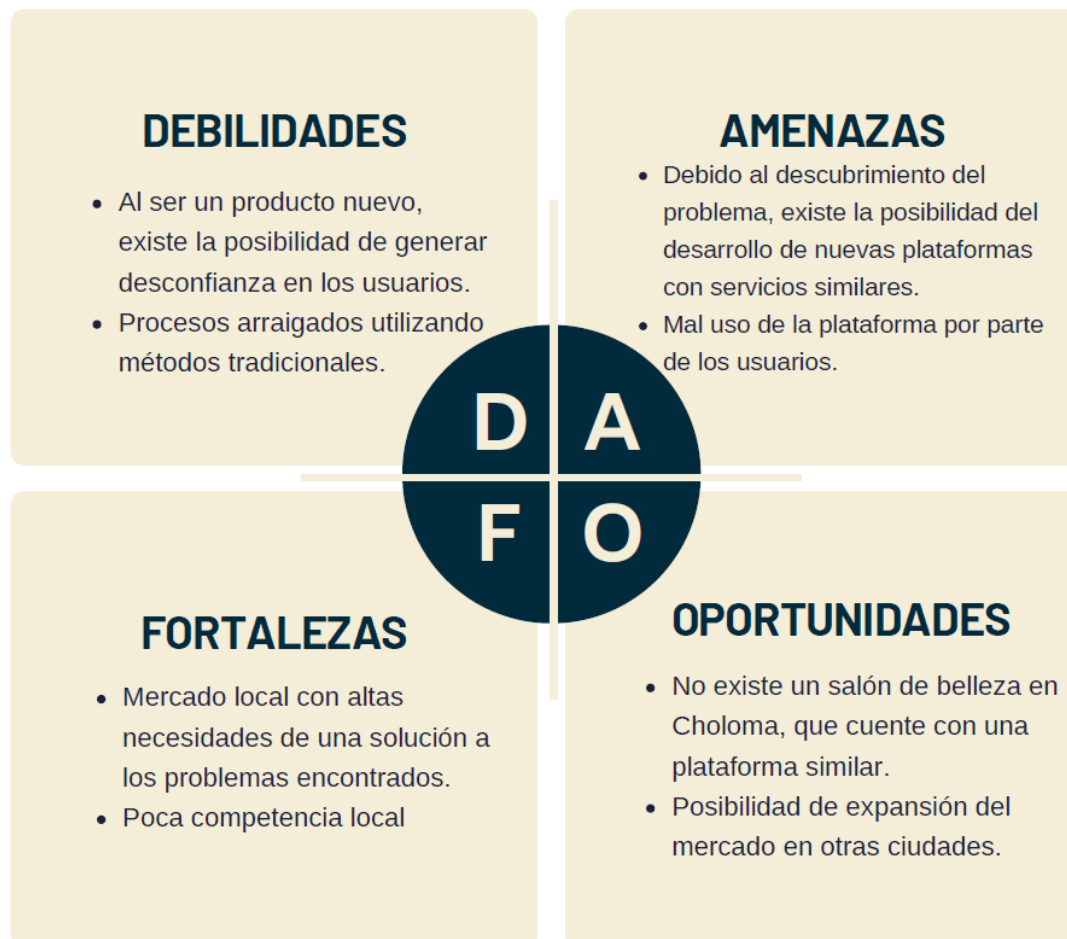 DEBILIDADES
• Al ser un producto nuevo,
existe la posibilidad de generar
desconfianza en los usuarios.
• Procesos arraigados utilizando
métodos tradicionales.
AMENAZAS
• Debido al descubrimiento del
problema, existe la posibilidad del
desarrollo de nuevas plataformas
con servicios similares.
• Mal uso de la plataforma por parte
de los usuarios.
D A
F O
FORTALEZAS
• Mercado local con altas
necesidades de una solución a
los problemas encontrados.
• Poca competencia local
OPORTUNIDADES
• No existe un salón de belleza en
Choloma, que cuente con una
plataforma similar.
• Posibilidad de expansión del
mercado en otras ciudades.